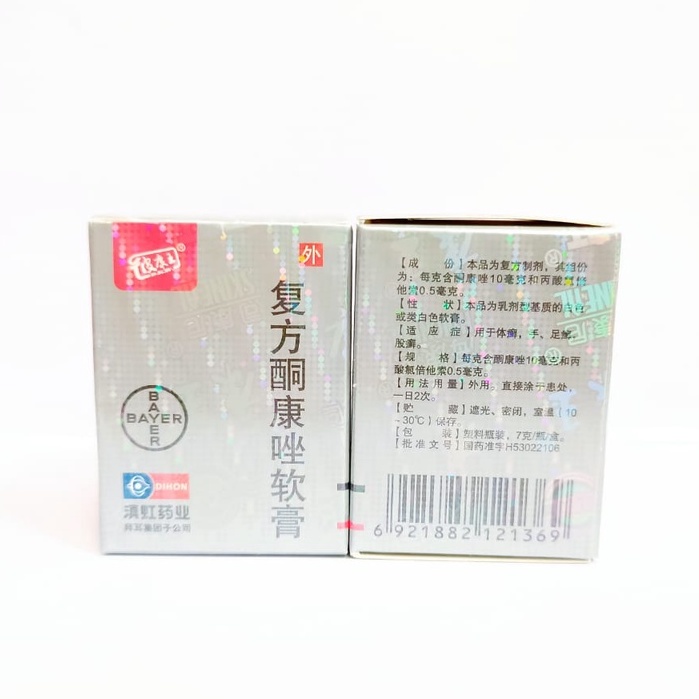 皮康王®
外
复方酮康唑软膏
BAYER
BAYER
DIHON
滇虹药业
拜耳集团子公司
【成　份】本品为复方制剂，其组份
为：每克含酮康唑10毫克和丙酸氯倍
他索0.5毫克。
【性　状】本品为乳剂型基质的白色
或类白色软膏。
【适应症】用于体癣，手、足癣，
股癣。
【规　格】每克含酮康唑10毫克和丙
酸氯倍他索0.5毫克。
【用法用量】外用。直接涂于患处，
一日2次。
【贮　藏】遮光、密闭，室温（10
~30℃）保存。
【包　装】塑料瓶装，7克/瓶/盒。
【批准文号】国药准字H53022106
6 921882 121369